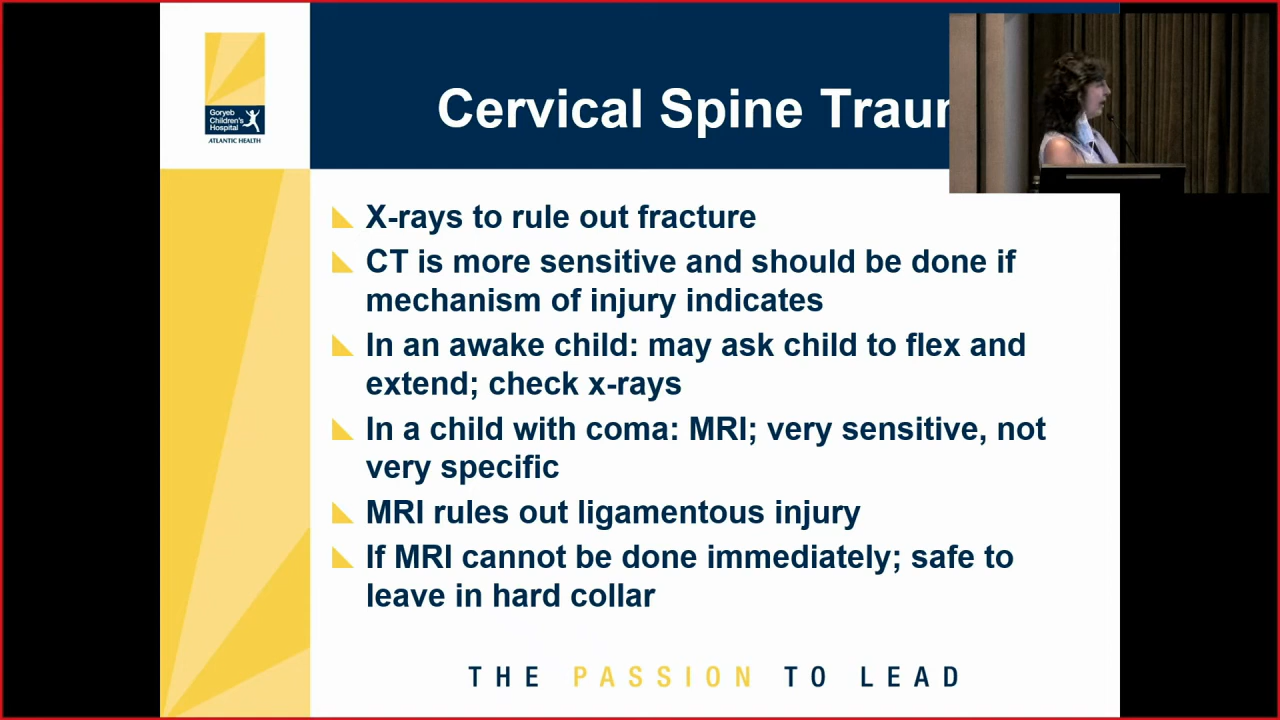 Goryeb
Children's
Hospital
ATLANTIC HEALTH
Cervical Spine
X-rays to rule out fracture
CT is more sensitive and should be done if
mechanism of injury indicates
In an awake child: may ask child to flex and
extend; check x-rays
In a child with coma: MRI; very sensitive, not
very specific
MRI rules out ligamentous injury
If MRI cannot be done immediately; safe to
leave in hard collar
THE PASSION TO LEAD